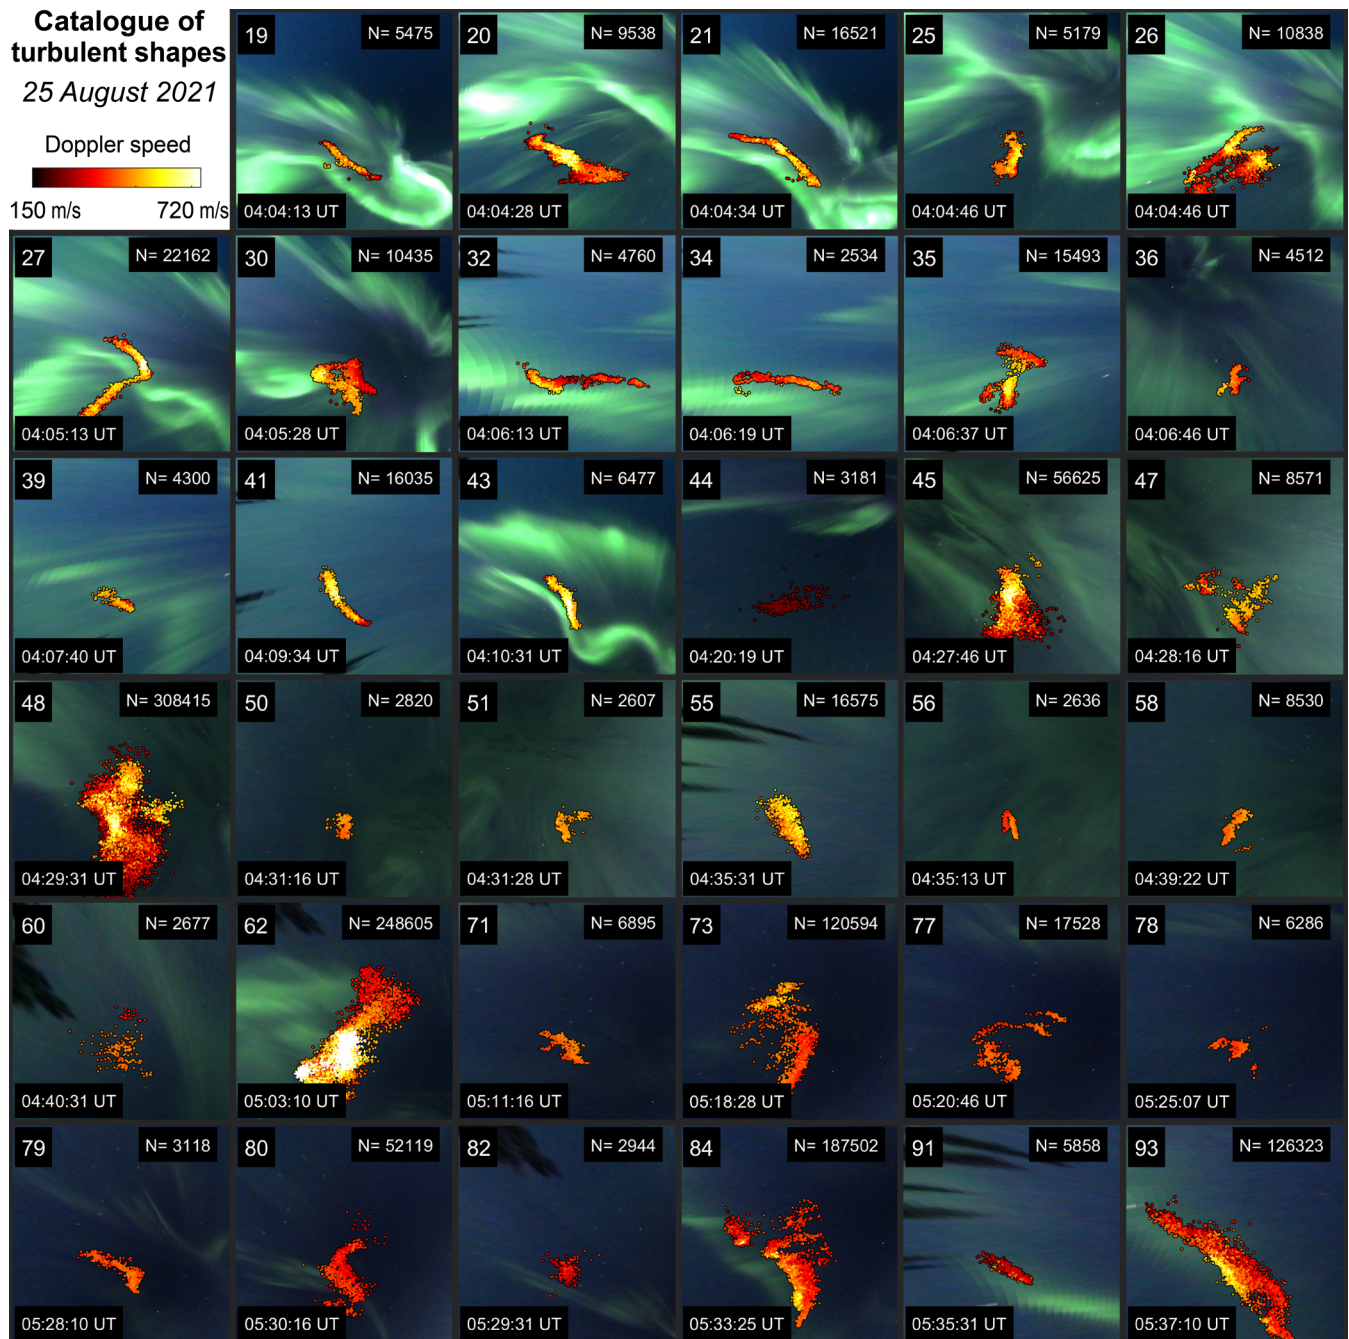 Catalogue of
turbulent shapes
25 August 2021
Doppler speed
150 m/s 720 m/s
19 N= 5475
04:04:13 UT
20 N= 9538
04:04:28 UT
21 N= 16521
04:04:34 UT
25 N= 5179
04:04:46 UT
26 N= 10838
04:04:46 UT
27 N= 22162
04:05:13 UT
30 N= 10435
04:05:28 UT
32 N= 4760
04:06:13 UT
34 N= 2534
04:06:19 UT
35 N= 15493
04:06:37 UT
36 N= 4512
04:06:46 UT
39 N= 4300
04:07:40 UT
41 N= 16035
04:09:34 UT
43 N= 6477
04:10:31 UT
44 N= 3181
04:20:19 UT
45 N= 56625
04:27:46 UT
47 N= 8571
04:28:16 UT
48 N= 308415
04:29:31 UT
50 N= 2820
04:31:16 UT
51 N= 2607
04:31:28 UT
55 N= 16575
04:35:31 UT
56 N= 2636
04:35:13 UT
58 N= 8530
04:39:22 UT
60 N= 2677
04:40:31 UT
62 N= 248605
05:03:10 UT
71 N= 6895
05:11:16 UT
73 N= 120594
05:18:28 UT
77 N= 17528
05:20:46 UT
78 N= 6286
05:25:07 UT
79 N= 3118
05:28:10 UT
80 N= 52119
05:30:16 UT
82 N= 2944
05:29:31 UT
84 N= 187502
05:33:25 UT
91 N= 5858
05:35:31 UT
93 N= 126323
05:37:10 UT